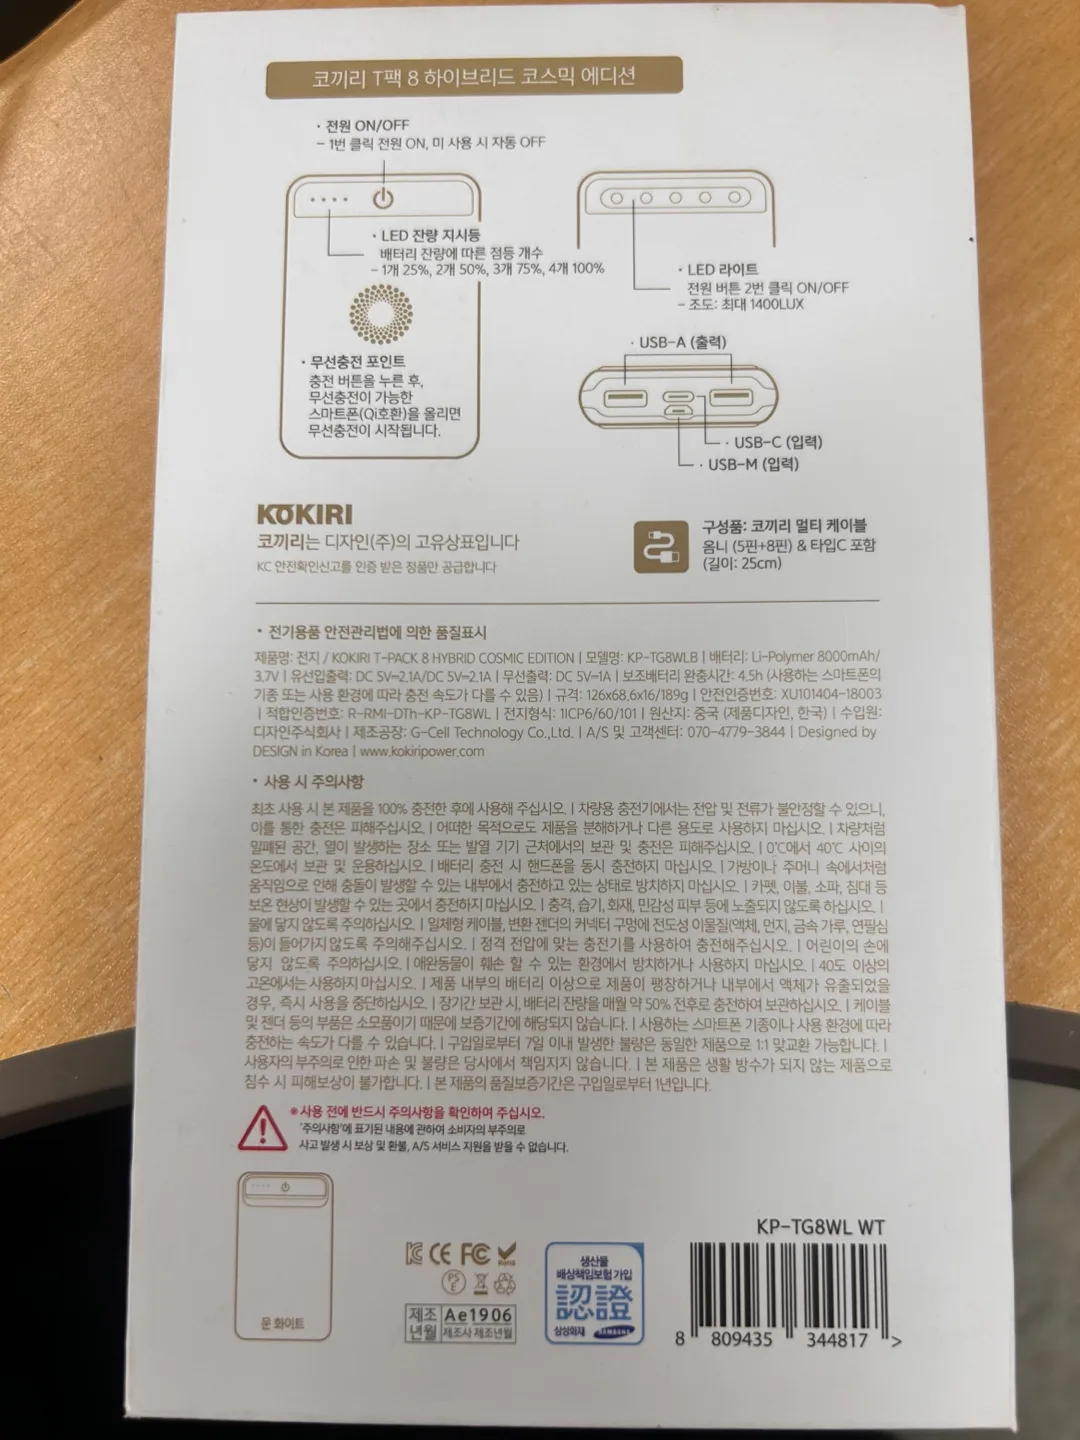 코끼리 T팩 8 하이브리드 코스믹 에디션
· 전원 ON/OFF
– 1번 클릭 전원 ON, 미 사용 시 자동 OFF
· LED 잔량 지시등
배터리 잔량에 따른 점등 개수
– 1개 25%, 2개 50%, 3개 75%, 4개 100%
· 무선충전 포인트
충전 버튼을 누른 후,
무선충전이 가능한
스마트폰(Qi호환)을 올리면
무선충전이 시작됩니다.
· LED 라이트
전원 버튼 2번 클릭 ON/OFF
– 조도: 최대 1400LUX
· USB-A (출력)
· USB-C (입력)
· USB-M (입력)
KOKIRI
코끼리는 디자인(주)의 고유상표입니다
KC 안전확인신고를 인증 받은 정품만 공급합니다
구성품: 코끼리 멀티 케이블
옴니 (5핀+8핀) & 타입C 포함
(길이: 25cm)
· 전기용품 안전관리법에 의한 품질표시
제품명: 전지 / KOKIRI T-PACK 8 HYBRID COSMIC EDITION | 모델명: KP-TG8WLB | 배터리: Li-Polymer 8000mAh/
3.7V | 유선입출력: DC 5V=2.1A/DC 5V=2.1A | 무선출력: DC 5V=1A | 보조배터리 완충시간: 4.5h (사용하는 스마트폰의
기종 또는 사용 환경에 따라 충전 속도가 다를 수 있음) | 규격: 126x68.6x16/189g | 안전인증번호: XU101404-18003
| 적합인증번호: R-RMI-DTh-KP-TG8WL | 전지형식: 1ICP6/60/101 | 원산지: 중국 (제품디자인, 한국) | 수입원:
디자인주식회사 | 제조공장: G-Cell Technology Co.,Ltd. | A/S 및 고객센터: 070-4779-3844 | Designed by
DESIGN in Korea | www.kokiripower.com
· 사용 시 주의사항
최초 사용 시 본 제품을 100% 충전한 후에 사용해 주십시오. | 차량용 충전기에서는 전압 및 전류가 불안정할 수 있으니,
이를 통한 충전은 피해주십시오. | 어떠한 목적으로도 제품을 분해하거나 다른 용도로 사용하지 마십시오. | 차량처럼
밀폐된 공간, 열이 발생하는 장소 또는 발열 기기 근처에서의 보관 및 충전은 피해주십시오. | 0℃에서 40℃ 사이의
온도에서 보관 및 운용하십시오. | 배터리 충전 시 핸드폰을 동시 충전하지 마십시오. | 가방이나 주머니 속에서처럼
움직임으로 인해 충돌이 발생할 수 있는 내부에서 충전하고 있는 상태로 방치하지 마십시오. | 카펫, 이불, 소파, 침대 등
보온 현상이 발생할 수 있는 곳에서 충전하지 마십시오. | 충격, 습기, 화재, 민감성 피부 등에 노출되지 않도록 하십시오. |
물에 닿지 않도록 주의하십시오. | 일체형 케이블, 변환 젠더의 커넥터 구멍에 전도성 이물질(액체, 먼지, 금속 가루, 연필심
등)이 들어가지 않도록 주의해주십시오. | 정격 전압에 맞는 충전기를 사용하여 충전해주십시오. | 어린이의 손에
닿지 않도록 주의하십시오. | 애완동물이 훼손 할 수 있는 환경에서 방치하거나 사용하지 마십시오. | 40도 이상의
고온에서는 사용하지 마십시오. | 제품 내부의 배터리 이상으로 제품이 팽창하거나 내부에서 액체가 유출되었을
경우, 즉시 사용을 중단하십시오. | 장기간 보관 시, 배터리 잔량을 매월 약 50% 전후로 충전하여 보관하십시오. | 케이블
및 젠더 등의 부품은 소모품이기 때문에 보증기간에 해당되지 않습니다. | 사용하는 스마트폰 기종이나 사용 환경에 따라
충전하는 속도가 다를 수 있습니다. | 구입일로부터 7일 이내 발생한 불량은 동일한 제품으로 1:1 맞교환 가능합니다. |
사용자의 부주의로 인한 파손 및 불량은 당사에서 책임지지 않습니다. | 본 제품은 생활 방수가 되지 않는 제품으로
침수 시 피해보상이 불가합니다. | 본 제품의 품질보증기간은 구입일로부터 1년입니다.
※사용 전에 반드시 주의사항을 확인하여 주십시오.
'주의사항'에 표기된 내용에 관하여 소비자의 부주의로
사고 발생 시 보상 및 환불, A/S 서비스 지원을 받을 수 없습니다.
문 화이트
CE FC RoHS
PSE
제조년월 Ae1906
제조사 제조년월
생산물
배상책임보험 가입
認證
삼성화재 SAMSUNG
KP-TG8WL WT
8 809435 344817 >